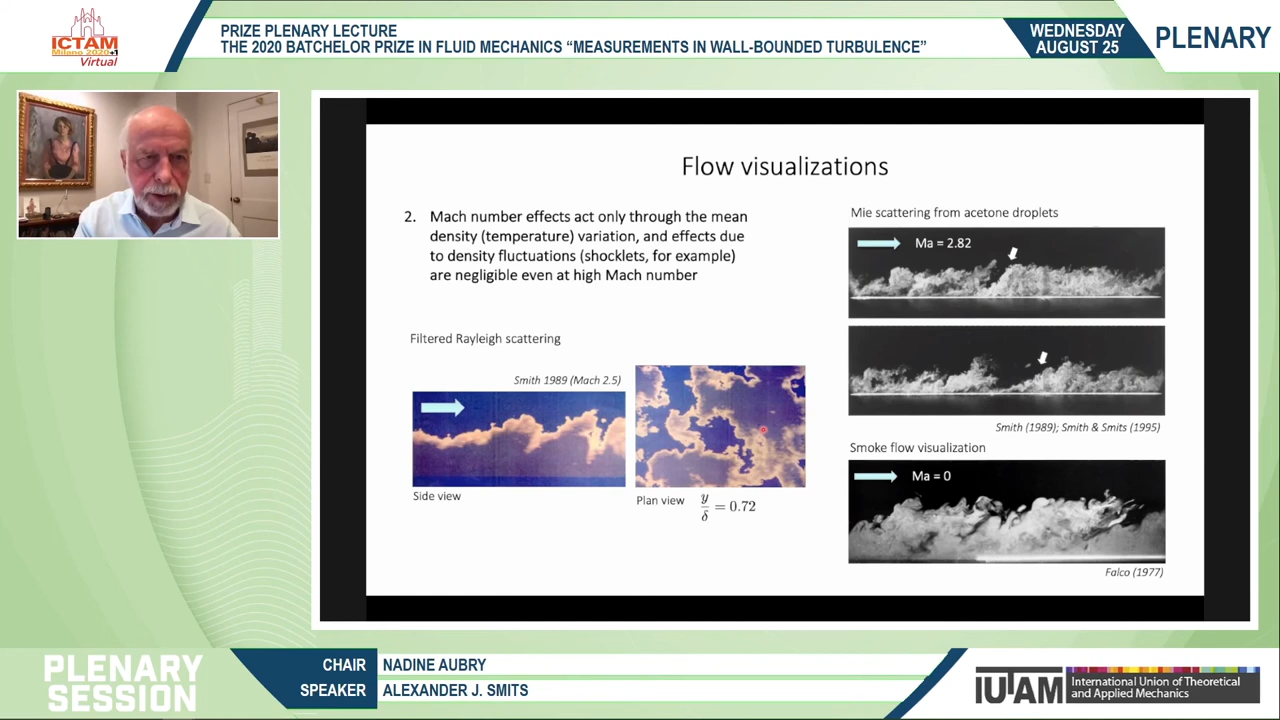 ICTAM
Milano 2020+1
Virtual
PRIZE PLENARY LECTURE
THE 2020 BATCHELOR PRIZE IN FLUID MECHANICS “MEASUREMENTS IN WALL-BOUNDED TURBULENCE”
WEDNESDAY
AUGUST 25
PLENARY
Flow visualizations
2. Mach number effects act only through the mean
density (temperature) variation, and effects due
to density fluctuations (shocklets, for example)
are negligible even at high Mach number
Filtered Rayleigh scattering
Smith 1989 (Mach 2.5)
Side view
Plan view
y/δ = 0.72
Mie scattering from acetone droplets
Ma = 2.82
Smith (1989); Smith & Smits (1995)
Smoke flow visualization
Ma = 0
Falco (1977)
PLENARY
SESSION
CHAIR NADINE AUBRY
SPEAKER ALEXANDER J. SMITS
IUTAM
International Union of Theoretical
and Applied Mechanics